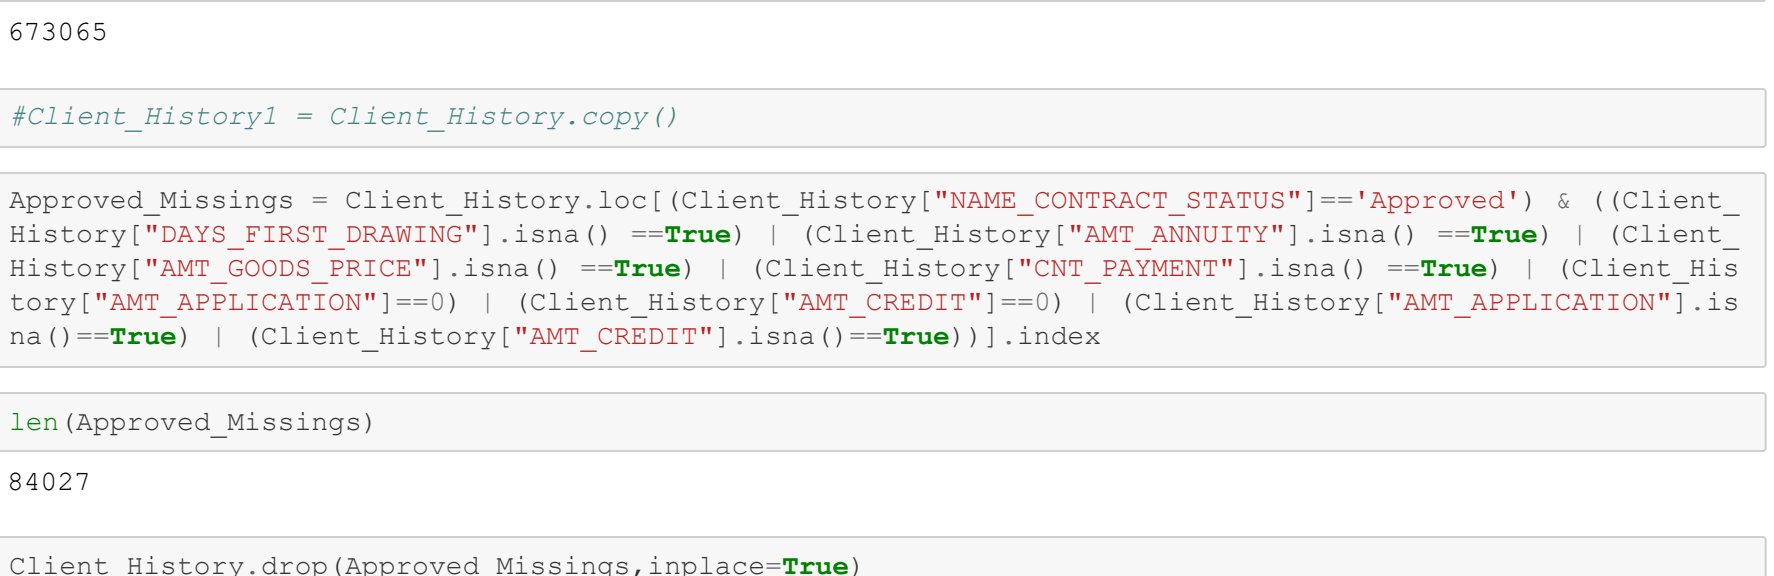 673065
#Client_History1 = Client_History.copy()
Approved_Missings = Client_History.loc[(Client_History["NAME_CONTRACT_STATUS"]=='Approved') & ((Client_
History["DAYS_FIRST_DRAWING"].isna() ==True) | (Client_History["AMT_ANNUITY"].isna() ==True) | (Client_
History["AMT_GOODS_PRICE"].isna() ==True) | (Client_History["CNT_PAYMENT"].isna() ==True) | (Client_His
tory["AMT_APPLICATION"]==0) | (Client_History["AMT_CREDIT"]==0) | (Client_History["AMT_APPLICATION"].is
na()==True) | (Client_History["AMT_CREDIT"].isna()==True))].index
len(Approved_Missings)
84027
Client_History.drop(Approved_Missings,inplace=True)